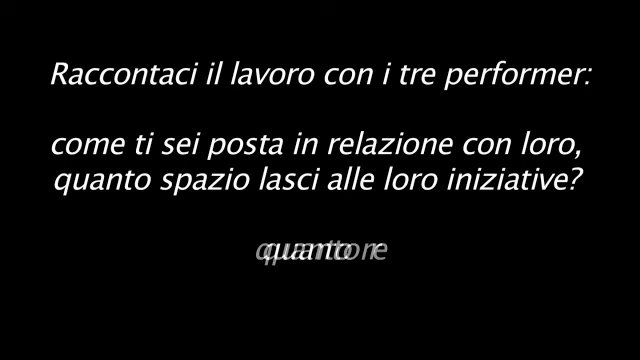 Raccontaci il lavoro con i tre performer:
come ti sei posta in relazione con loro,
quanto spazio lasci alle loro iniziative?
quanto